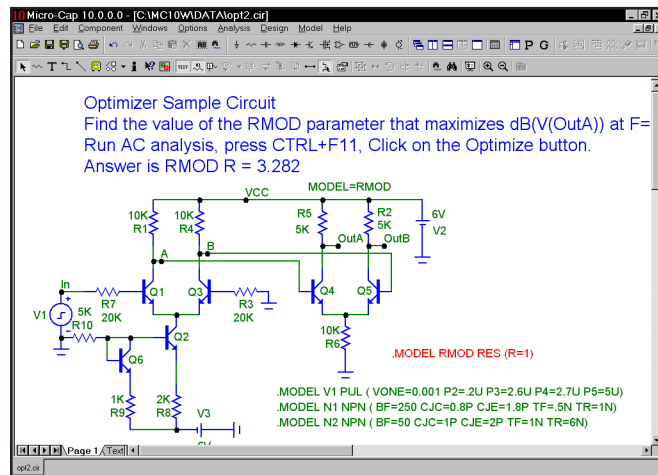 Micro-Cap 10.0.0.0 - [C:\MC10W\DATA\opt2.cir]
File Edit Component Windows Options Analysis Design Model Help
Optimizer Sample Circuit
Find the value of the RMOD parameter that maximizes dB(V(OutA)) at F=
Run AC analysis, press CTRL+F11, Click on the Optimize button.
Answer is RMOD R = 3.282
VCC
MODEL=RMOD
10K
R1
10K
R4
R5
5K
R2
5K
6V
V2
OutA
OutB
A
B
In
R7
20K
Q1
Q3
R3
20K
Q4
Q5
V1
5K
R10
Q2
10K
R6
Q6
.MODEL RMOD RES (R=1)
1K
R9
2K
R8
V3
.MODEL V1 PUL ( VONE=0.001 P2=.2U P3=2.6U P4=2.7U P5=5U)
.MODEL N1 NPN ( BF=250 CJC=0.8P CJE=1.8P TF=.5N TR=1N)
.MODEL N2 NPN ( BF=50 CJC=1P CJE=2P TF=1N TR=6N)
Page 1 Text
opt2.cir